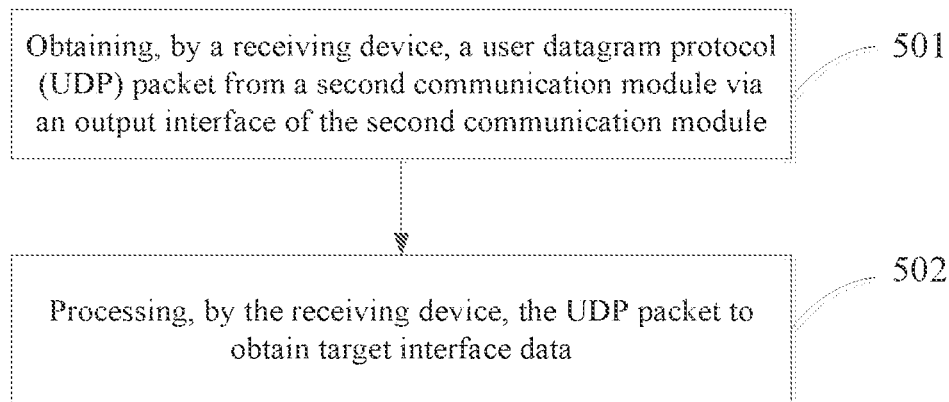 Obtaining, by a receiving device, a user datagram protocol
(UDP) packet from a second communication module via
an output interface of the second communication module
501
Processing, by the receiving device, the UDP packet to
obtain target interface data
502